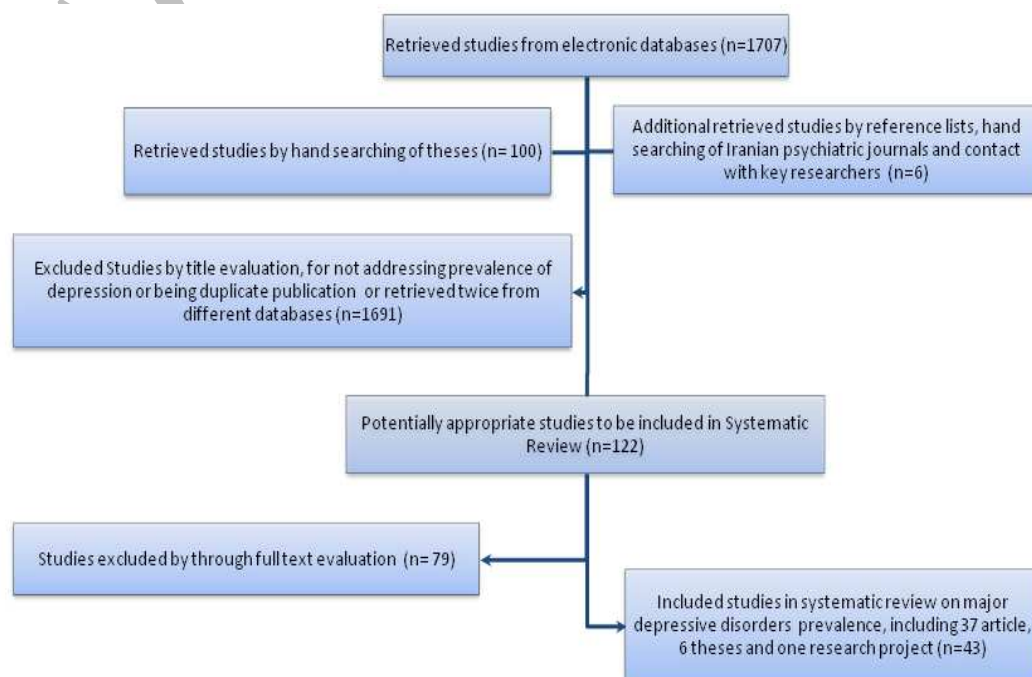 Retrieved studies from electronic databases (n=1707)
Retrieved studies by hand searching of theses (n= 100)
Additional retrieved studies by reference lists, hand
searching of Iranian psychiatric journals and contact
with key researchers (n=6)
Excluded Studies by title evaluation, for not addressing prevalence of
depression or being duplicate publication or retrieved twice from
different databases (n=1691)
Potentially appropriate studies to be included in Systematic
Review (n=122)
Studies excluded by through full text evaluation (n= 79)
Included studies in systematic review on major
depressive disorders prevalence, including 37 article,
6 theses and one research project (n=43)